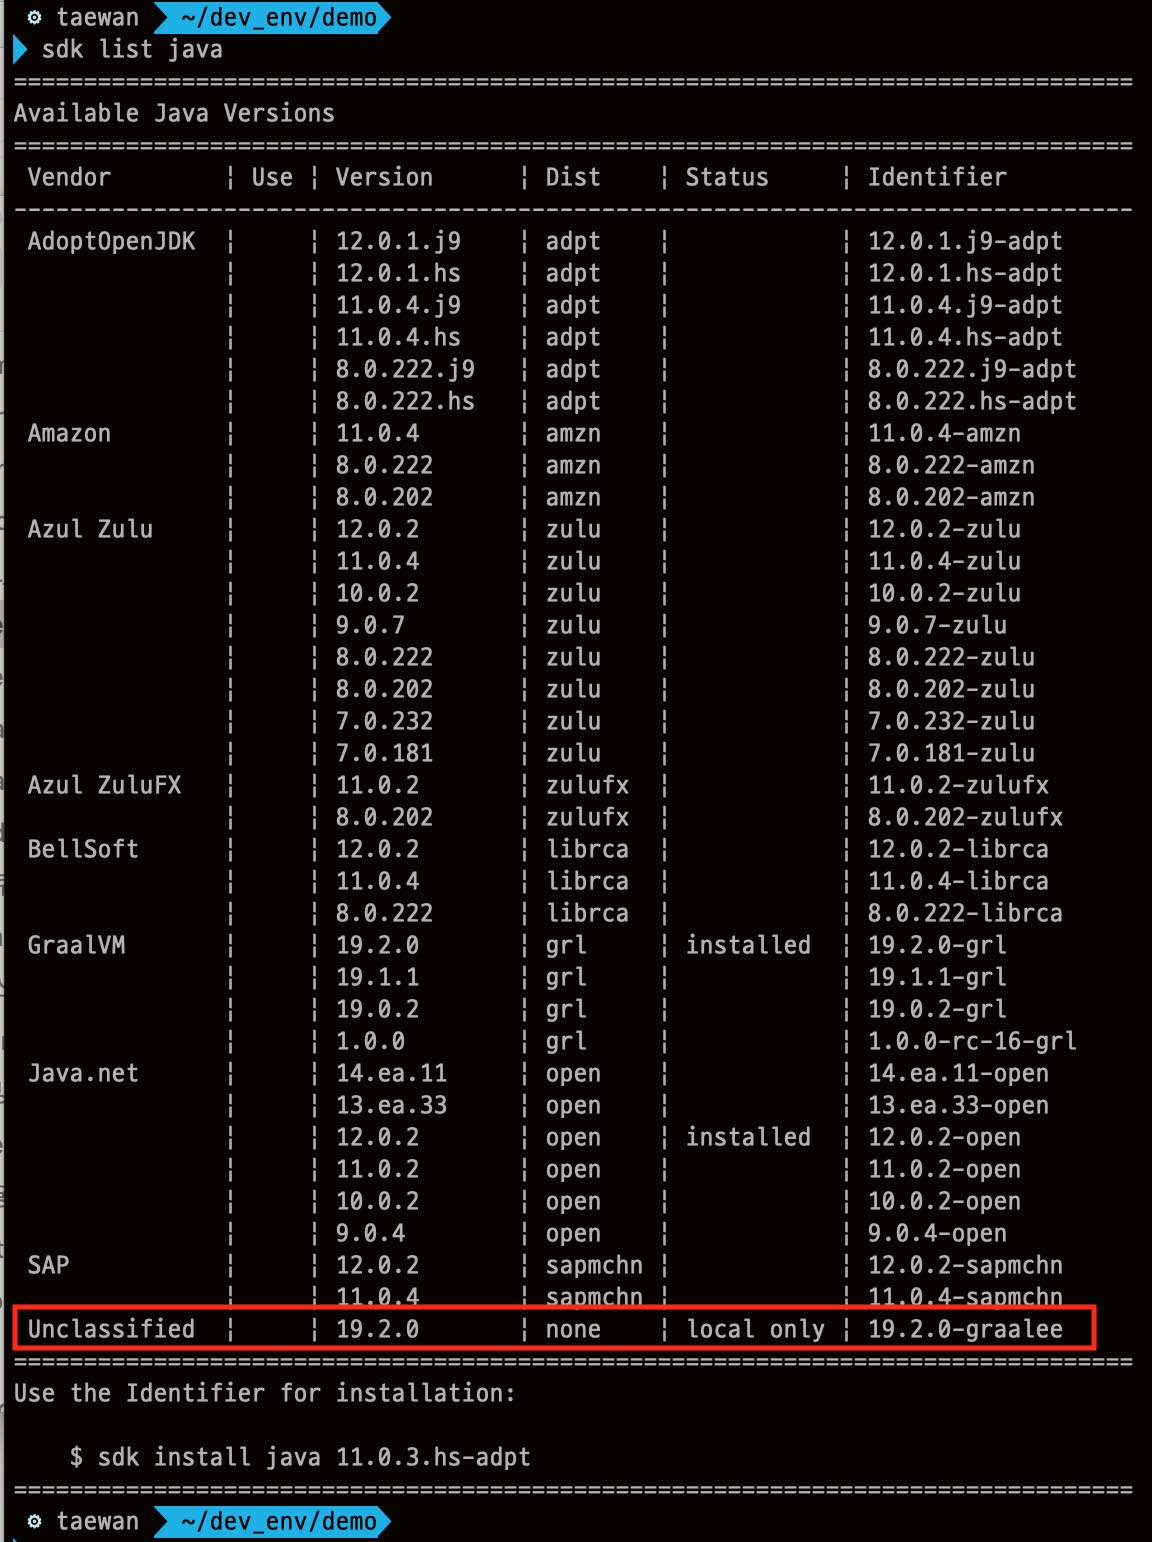 ⚙ taewan ~/dev_env/demo
sdk list java
================================================================================
Available Java Versions
================================================================================
 Vendor        | Use | Version      | Dist    | Status     | Identifier
--------------------------------------------------------------------------------
 AdoptOpenJDK  |     | 12.0.1.j9    | adpt    |            | 12.0.1.j9-adpt
               |     | 12.0.1.hs    | adpt    |            | 12.0.1.hs-adpt
               |     | 11.0.4.j9    | adpt    |            | 11.0.4.j9-adpt
               |     | 11.0.4.hs    | adpt    |            | 11.0.4.hs-adpt
               |     | 8.0.222.j9   | adpt    |            | 8.0.222.j9-adpt
               |     | 8.0.222.hs   | adpt    |            | 8.0.222.hs-adpt
 Amazon        |     | 11.0.4       | amzn    |            | 11.0.4-amzn
               |     | 8.0.222      | amzn    |            | 8.0.222-amzn
               |     | 8.0.202      | amzn    |            | 8.0.202-amzn
 Azul Zulu     |     | 12.0.2       | zulu    |            | 12.0.2-zulu
               |     | 11.0.4       | zulu    |            | 11.0.4-zulu
               |     | 10.0.2       | zulu    |            | 10.0.2-zulu
               |     | 9.0.7        | zulu    |            | 9.0.7-zulu
               |     | 8.0.222      | zulu    |            | 8.0.222-zulu
               |     | 8.0.202      | zulu    |            | 8.0.202-zulu
               |     | 7.0.232      | zulu    |            | 7.0.232-zulu
               |     | 7.0.181      | zulu    |            | 7.0.181-zulu
 Azul ZuluFX   |     | 11.0.2       | zulufx  |            | 11.0.2-zulufx
               |     | 8.0.202      | zulufx  |            | 8.0.202-zulufx
 BellSoft      |     | 12.0.2       | librca  |            | 12.0.2-librca
               |     | 11.0.4       | librca  |            | 11.0.4-librca
               |     | 8.0.222      | librca  |            | 8.0.222-librca
 GraalVM       |     | 19.2.0       | grl     | installed  | 19.2.0-grl
               |     | 19.1.1       | grl     |            | 19.1.1-grl
               |     | 19.0.2       | grl     |            | 19.0.2-grl
               |     | 1.0.0        | grl     |            | 1.0.0-rc-16-grl
 Java.net      |     | 14.ea.11     | open    |            | 14.ea.11-open
               |     | 13.ea.33     | open    |            | 13.ea.33-open
               |     | 12.0.2       | open    | installed  | 12.0.2-open
               |     | 11.0.2       | open    |            | 11.0.2-open
               |     | 10.0.2       | open    |            | 10.0.2-open
               |     | 9.0.4        | open    |            | 9.0.4-open
 SAP           |     | 12.0.2       | sapmchn |            | 12.0.2-sapmchn
               |     | 11.0.4       | sapmchn |            | 11.0.4-sapmchn
 Unclassified  |     | 19.2.0       | none    | local only | 19.2.0-graalee
================================================================================
Use the Identifier for installation:
    $ sdk install java 11.0.3.hs-adpt
================================================================================
⚙ taewan ~/dev_env/demo